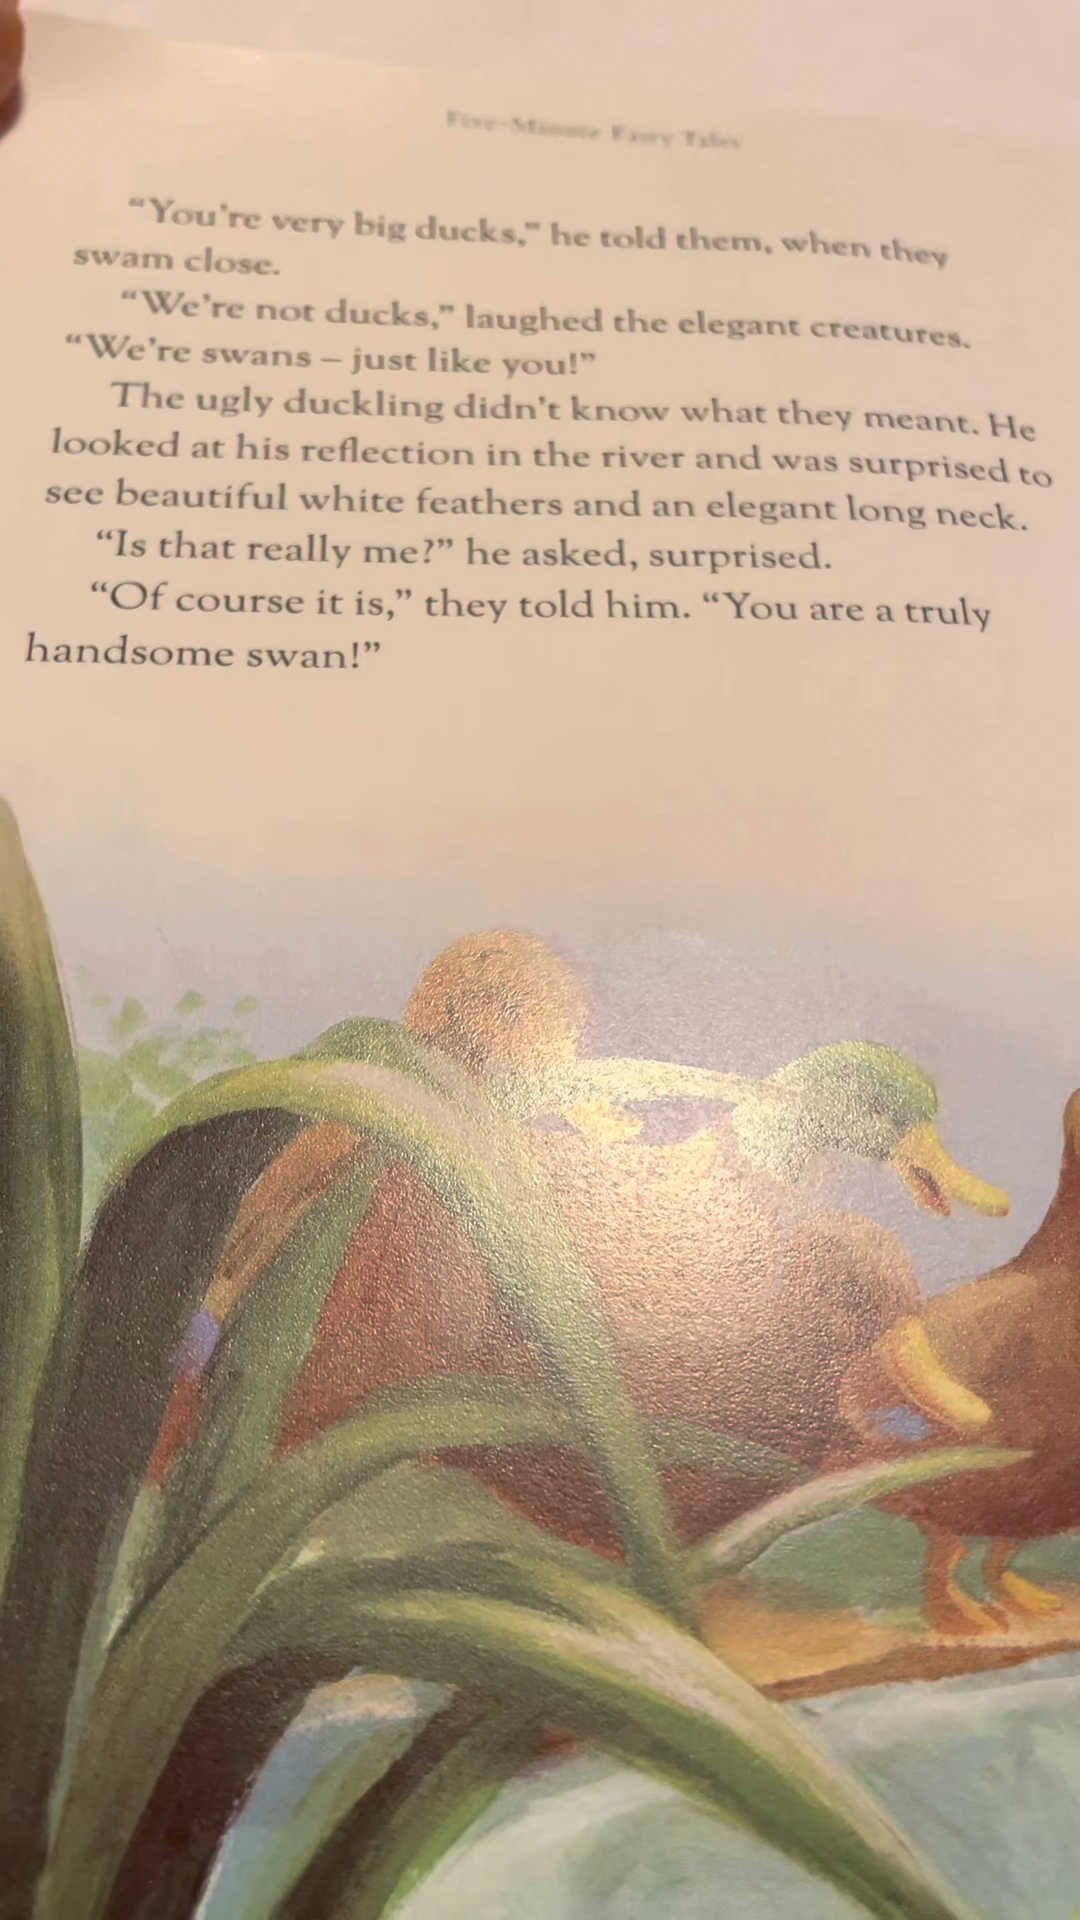 Five-Minute Fairy Tales
“You're very big ducks,” he told them, when they
swam close.
“We're not ducks,” laughed the elegant creatures.
“We're swans – just like you!”
The ugly duckling didn't know what they meant. He
looked at his reflection in the river and was surprised to
see beautiful white feathers and an elegant long neck.
“Is that really me?” he asked, surprised.
“Of course it is,” they told him. “You are a truly
handsome swan!”